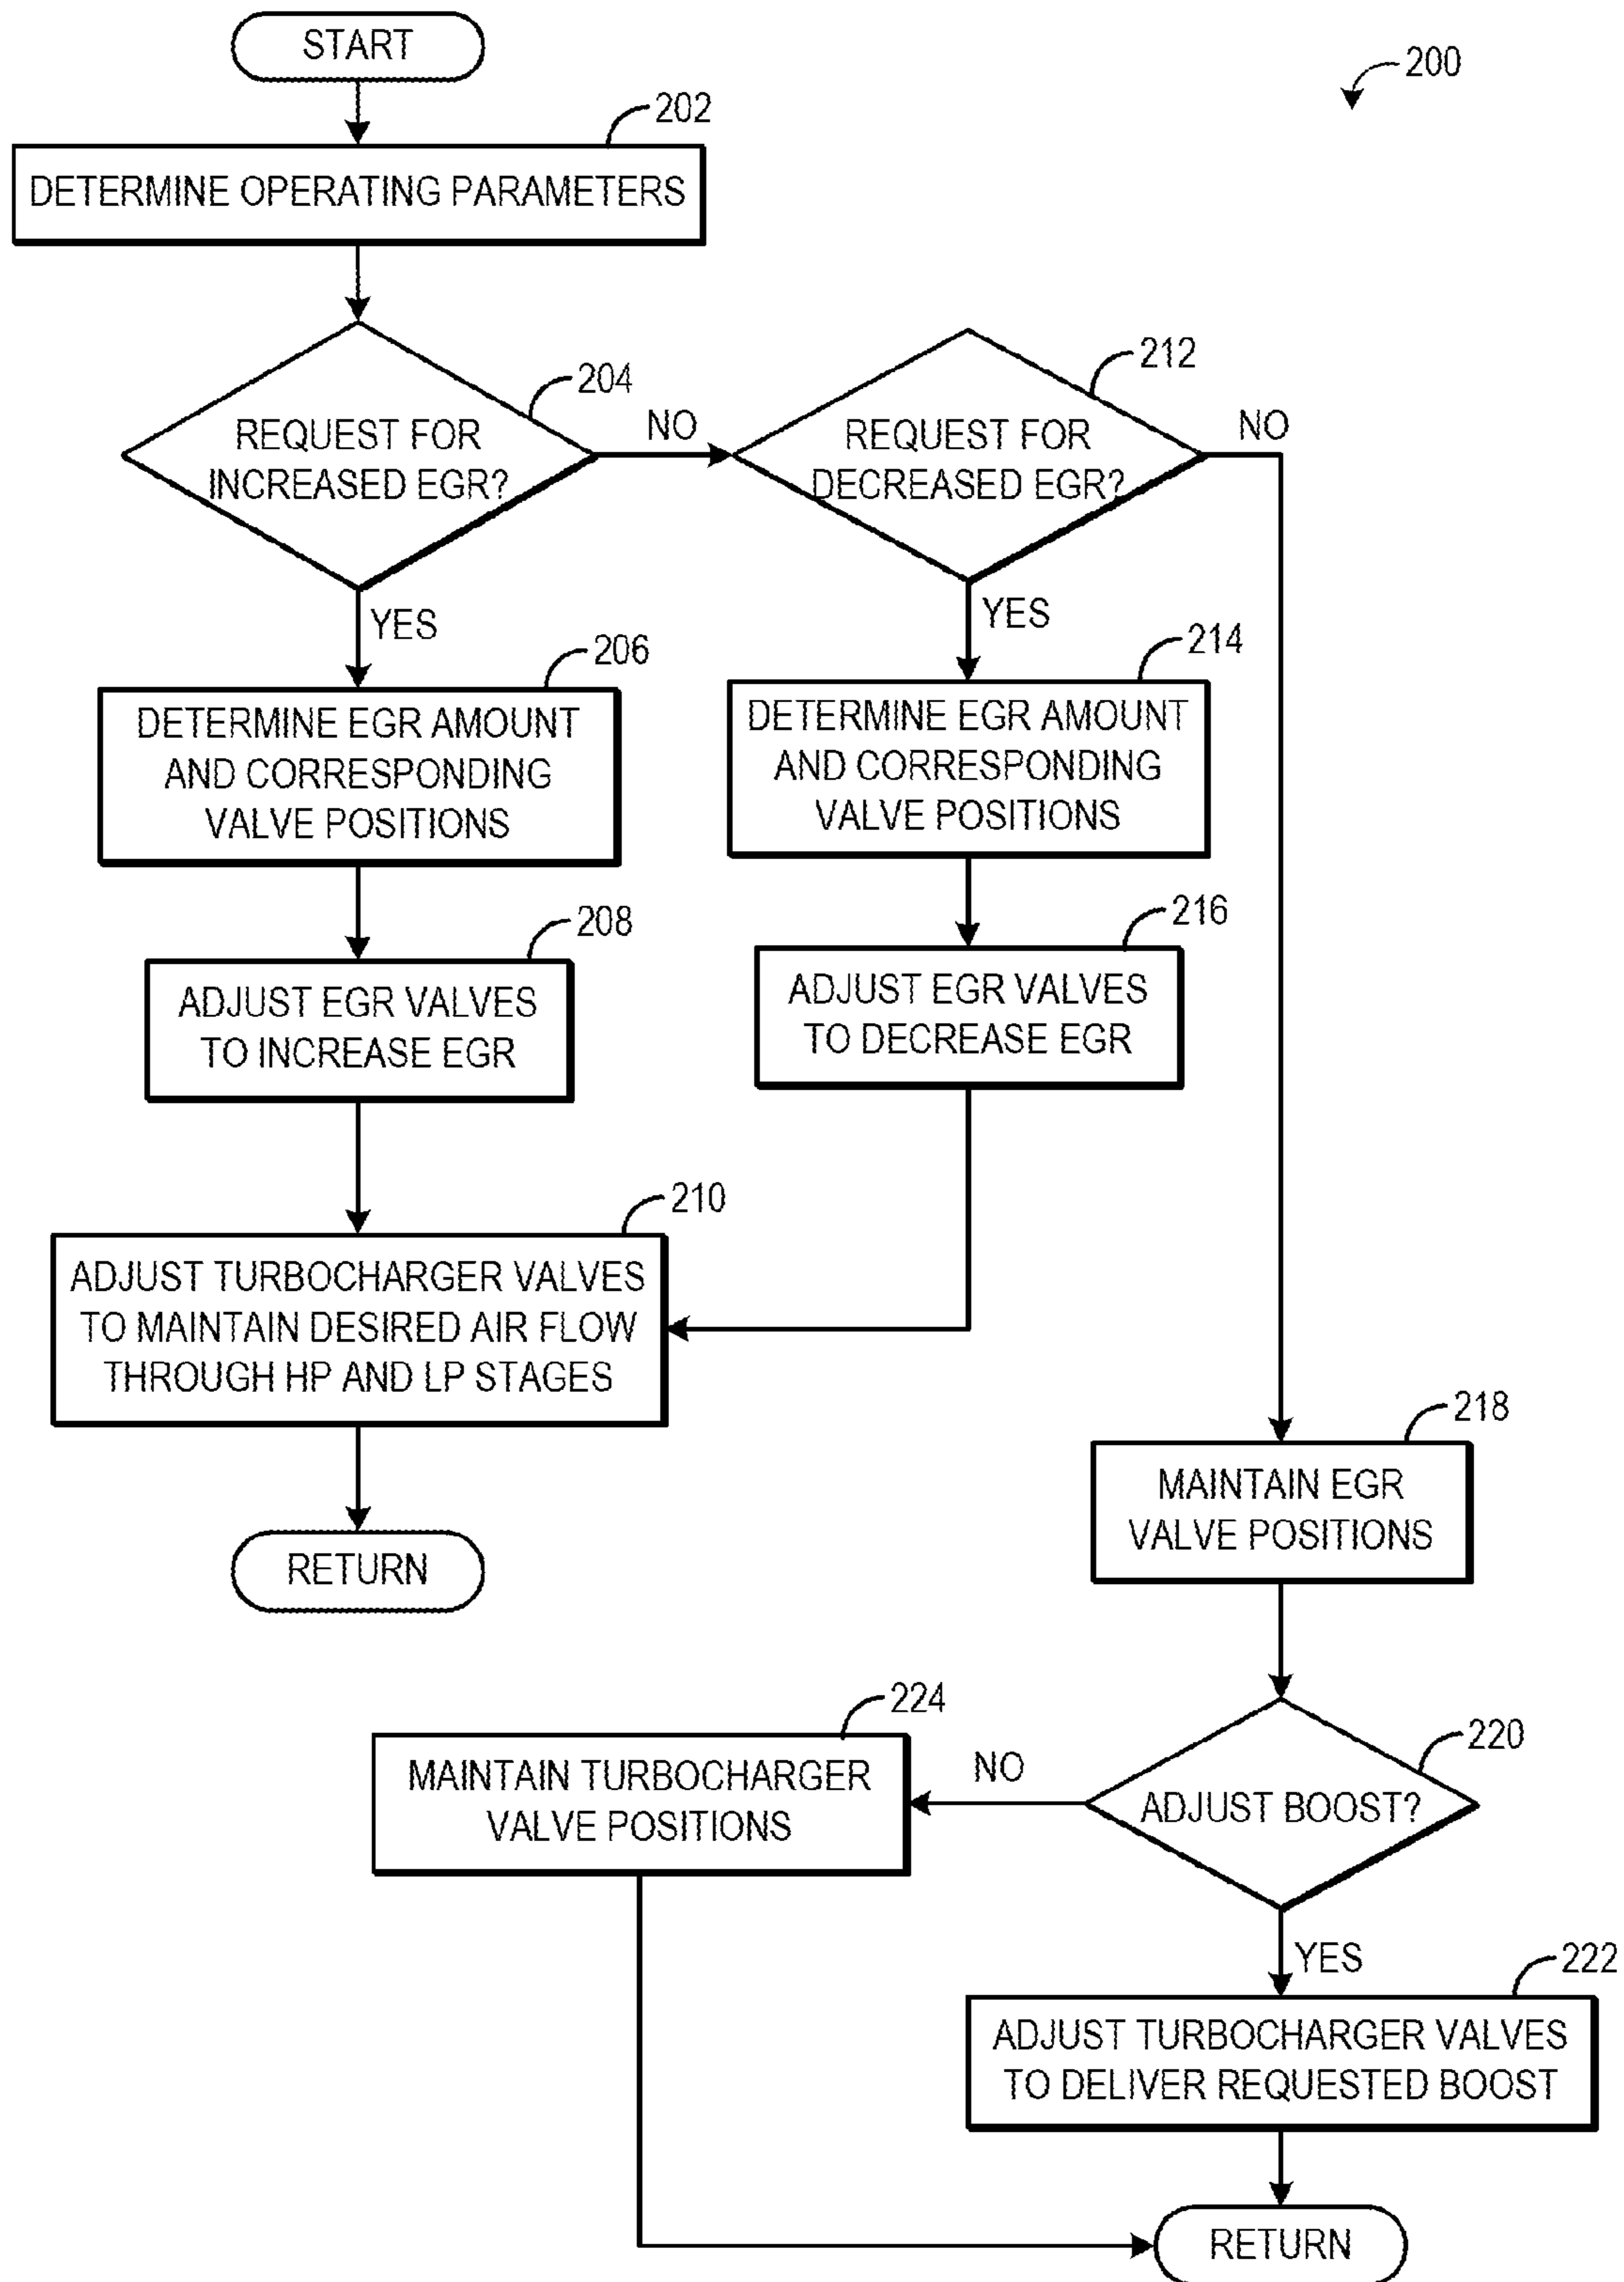 START
200
202
DETERMINE OPERATING PARAMETERS
204
REQUEST FOR
INCREASED EGR?
NO
212
REQUEST FOR
DECREASED EGR?
NO
YES
YES
206
DETERMINE EGR AMOUNT
AND CORRESPONDING
VALVE POSITIONS
214
DETERMINE EGR AMOUNT
AND CORRESPONDING
VALVE POSITIONS
208
ADJUST EGR VALVES
TO INCREASE EGR
216
ADJUST EGR VALVES
TO DECREASE EGR
210
ADJUST TURBOCHARGER VALVES
TO MAINTAIN DESIRED AIR FLOW
THROUGH HP AND LP STAGES
RETURN
218
MAINTAIN EGR
VALVE POSITIONS
220
ADJUST BOOST?
NO
224
MAINTAIN TURBOCHARGER
VALVE POSITIONS
YES
222
ADJUST TURBOCHARGER VALVES
TO DELIVER REQUESTED BOOST
RETURN